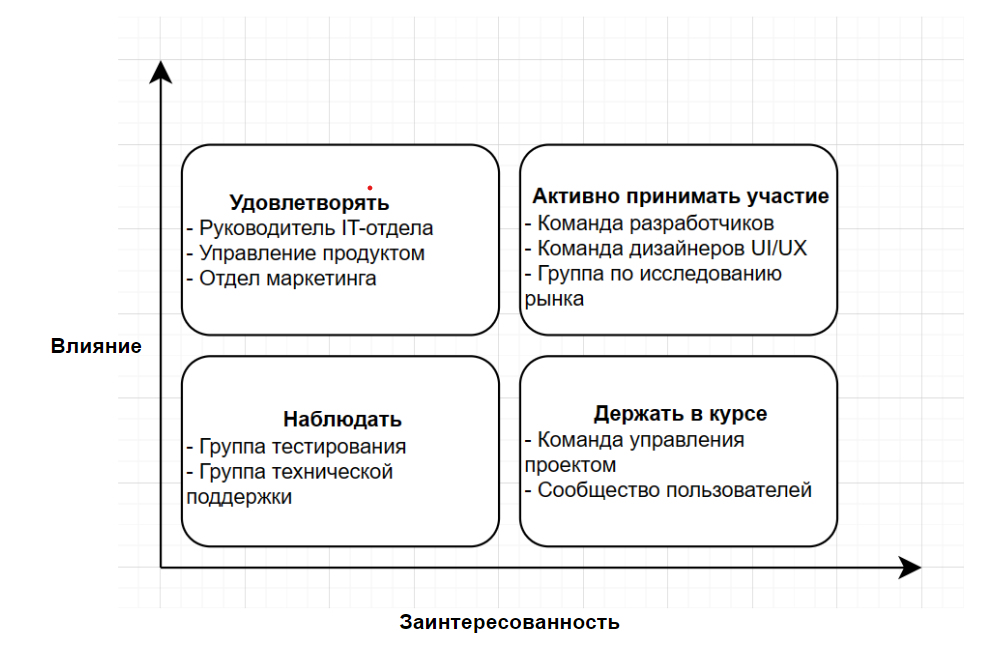 Удовлетворять
- Руководитель IT-отдела
- Управление продуктом
- Отдел маркетинга
Активно принимать участие
- Команда разработчиков
- Команда дизайнеров UI/UX
- Группа по исследованию
рынка
Влияние
Наблюдать
- Группа тестирования
- Группа технической
поддержки
Держать в курсе
- Команда управления
проектом
- Сообщество пользователей
Заинтересованность